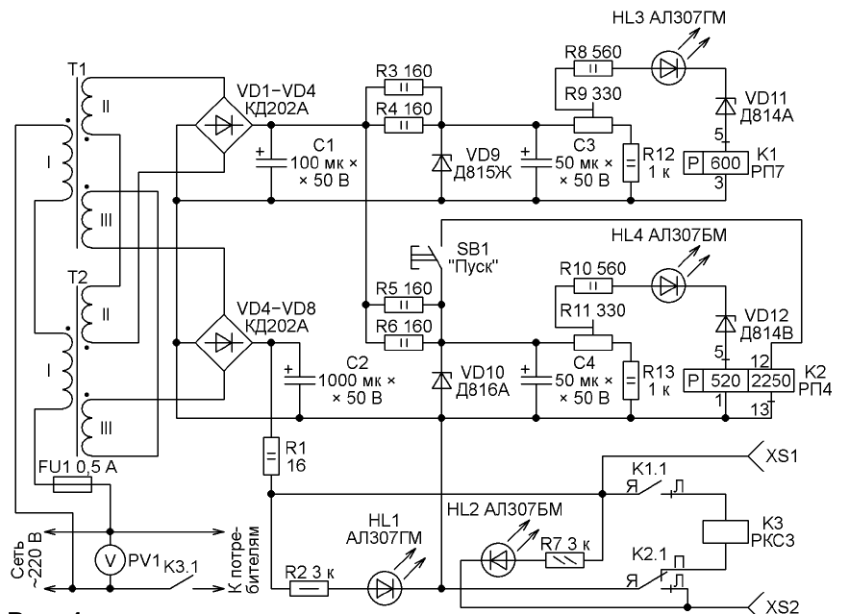 HL3 АЛ307ГМ
T1
R3 160
R8 560
VD1–VD4
КД202А
R4 160
R9 330
VD11
Д814А
II
I
C1
100 мк ×
× 50 В
VD9
Д815Ж
C3
50 мк ×
× 50 В
R12
1 к
5
P 600
K1
РП7
3
III
SB1
"Пуск"
HL4 АЛ307БМ
T2
R5 160
R10 560
VD4–VD8
КД202А
R6 160
R11 330
VD12
Д814В
II
I
C2
1000 мк ×
× 50 В
VD10
Д816А
C4
50 мк ×
× 50 В
R13
1 к
5
12
P 520 2250
K2
РП4
1
13
III
R1
16
FU1 0,5 А
XS1
K1.1
Я
Л
HL1
АЛ307ГМ
HL2 АЛ307БМ
K3
РКС3
Сеть
~220 В
V
PV1
K3.1
К потре-
бителям
R2 3 к
R7 3 к
K2.1
П
Я
Л
XS2